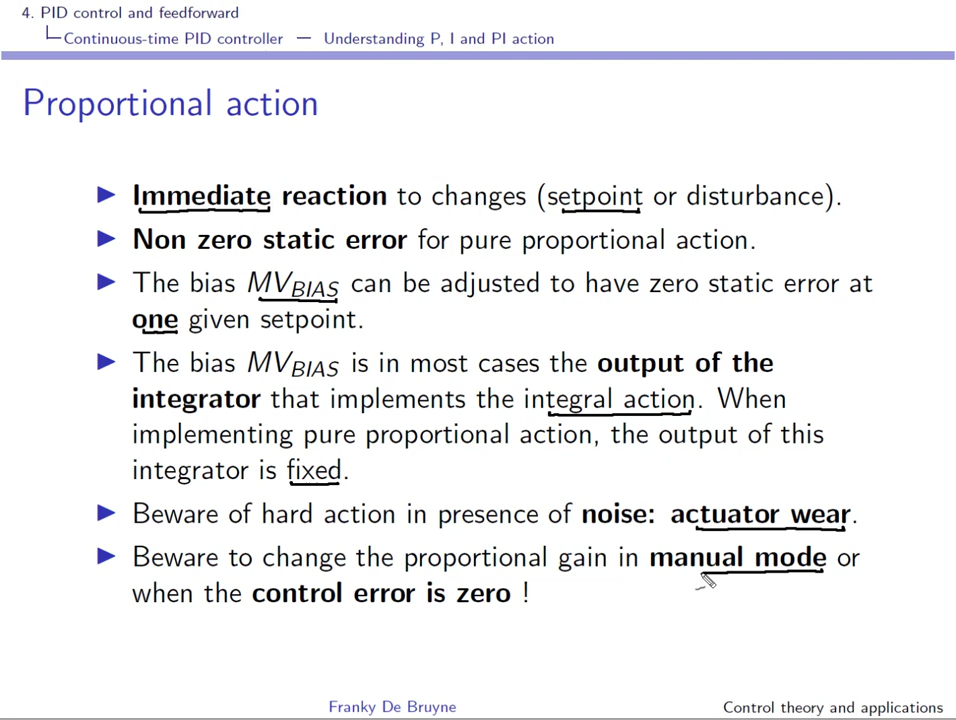 4. PID control and feedforward
Continuous-time PID controller — Understanding P, I and PI action
Proportional action
Immediate reaction to changes (setpoint or disturbance).
Non zero static error for pure proportional action.
The bias MV_BIAS can be adjusted to have zero static error at
one given setpoint.
The bias MV_BIAS is in most cases the output of the
integrator that implements the integral action. When
implementing pure proportional action, the output of this
integrator is fixed.
Beware of hard action in presence of noise: actuator wear.
Beware to change the proportional gain in manual mode or
when the control error is zero !
Franky De Bruyne
Control theory and applications